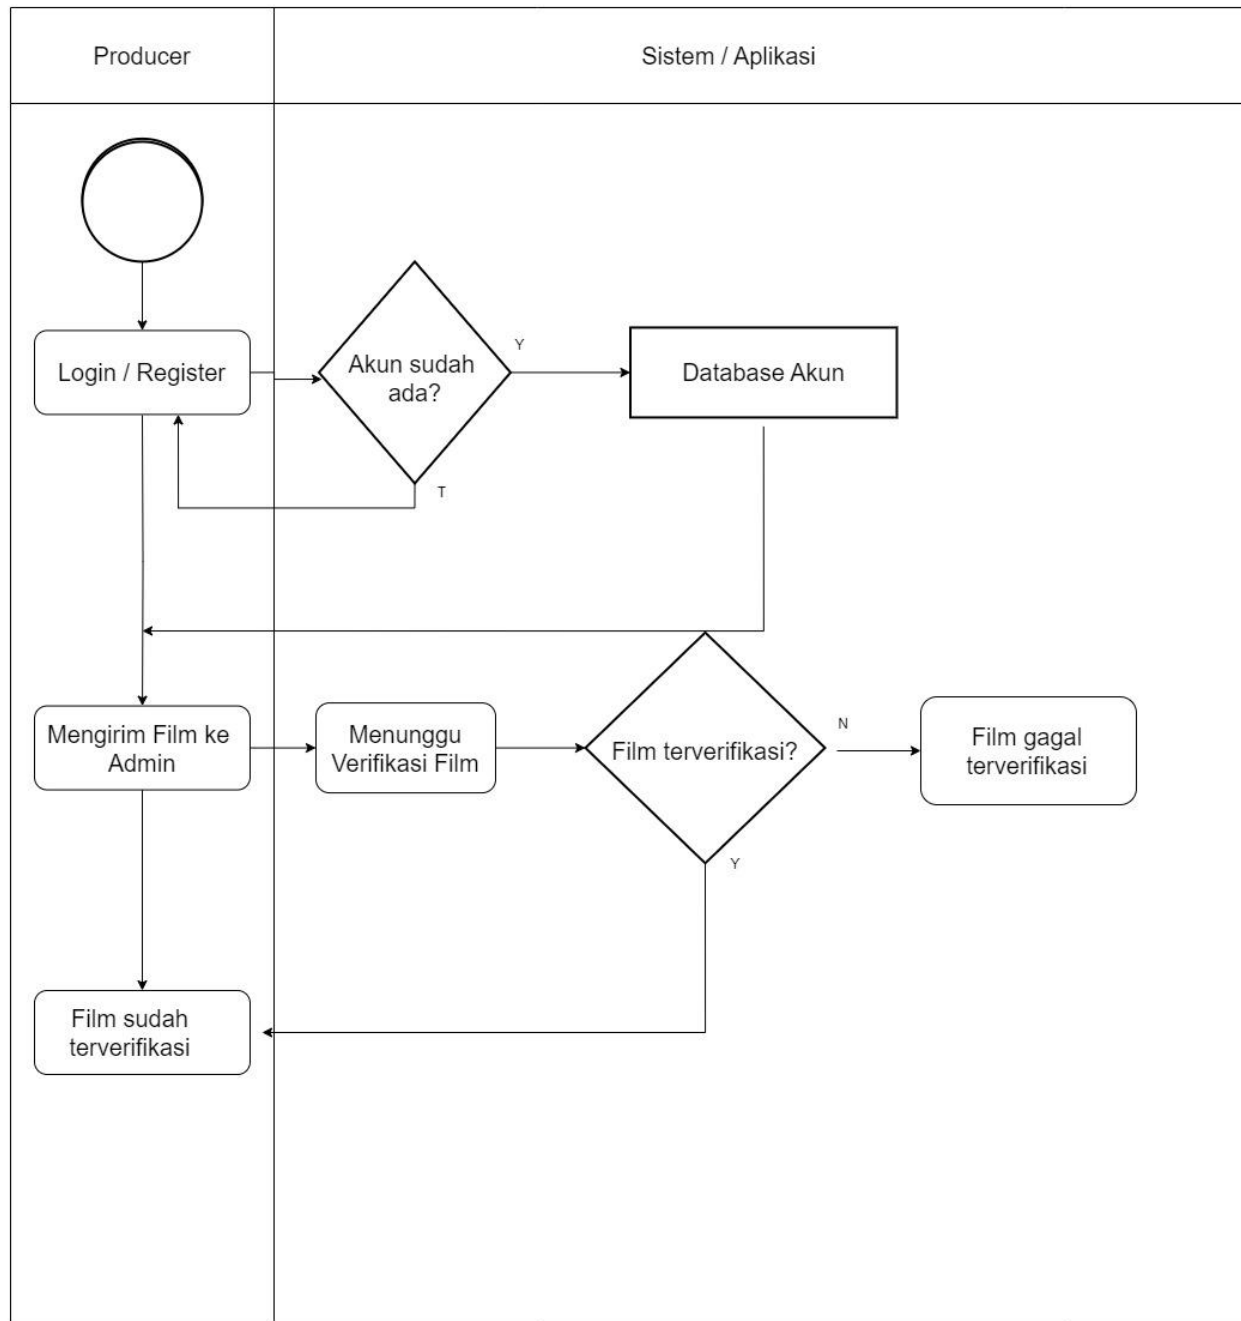 Producer
Sistem / Aplikasi
Login / Register
Akun sudah
ada?
Y
Database Akun
T
Mengirim Film ke
Admin
Menunggu
Verifikasi Film
Film terverifikasi?
N
Film gagal
terverifikasi
Y
Film sudah
terverifikasi